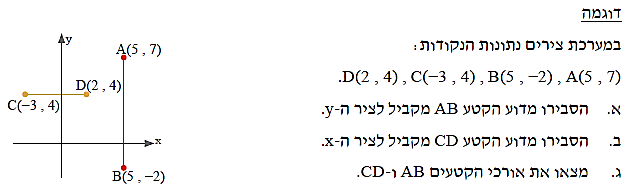 דוגמה
במערכת צירים נתונות הנקודות:
.D(2 , 4) , C(−3 , 4) , B(5 , −2) , A(5 , 7)
א. הסבירו מדוע הקטע AB מקביל לציר ה-y.
ב. הסבירו מדוע הקטע CD מקביל לציר ה-x.
ג. מצאו את אורכי הקטעים AB ו-CD.
y
A(5 , 7)
D(2 , 4)
C(−3 , 4)
x
B(5 , −2)